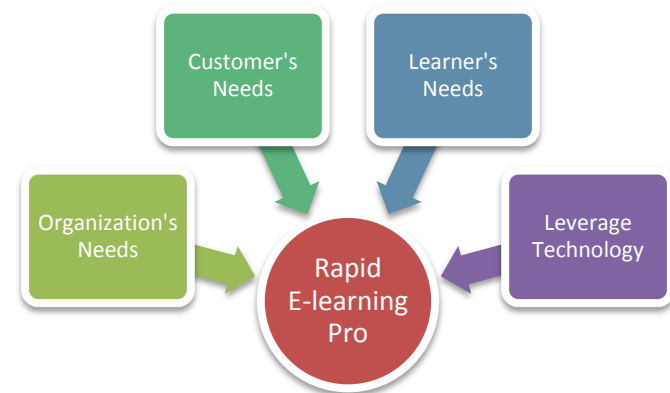 Customer's
Needs
Learner's
Needs
Organization's
Needs
Leverage
Technology
Rapid
E-learning
Pro